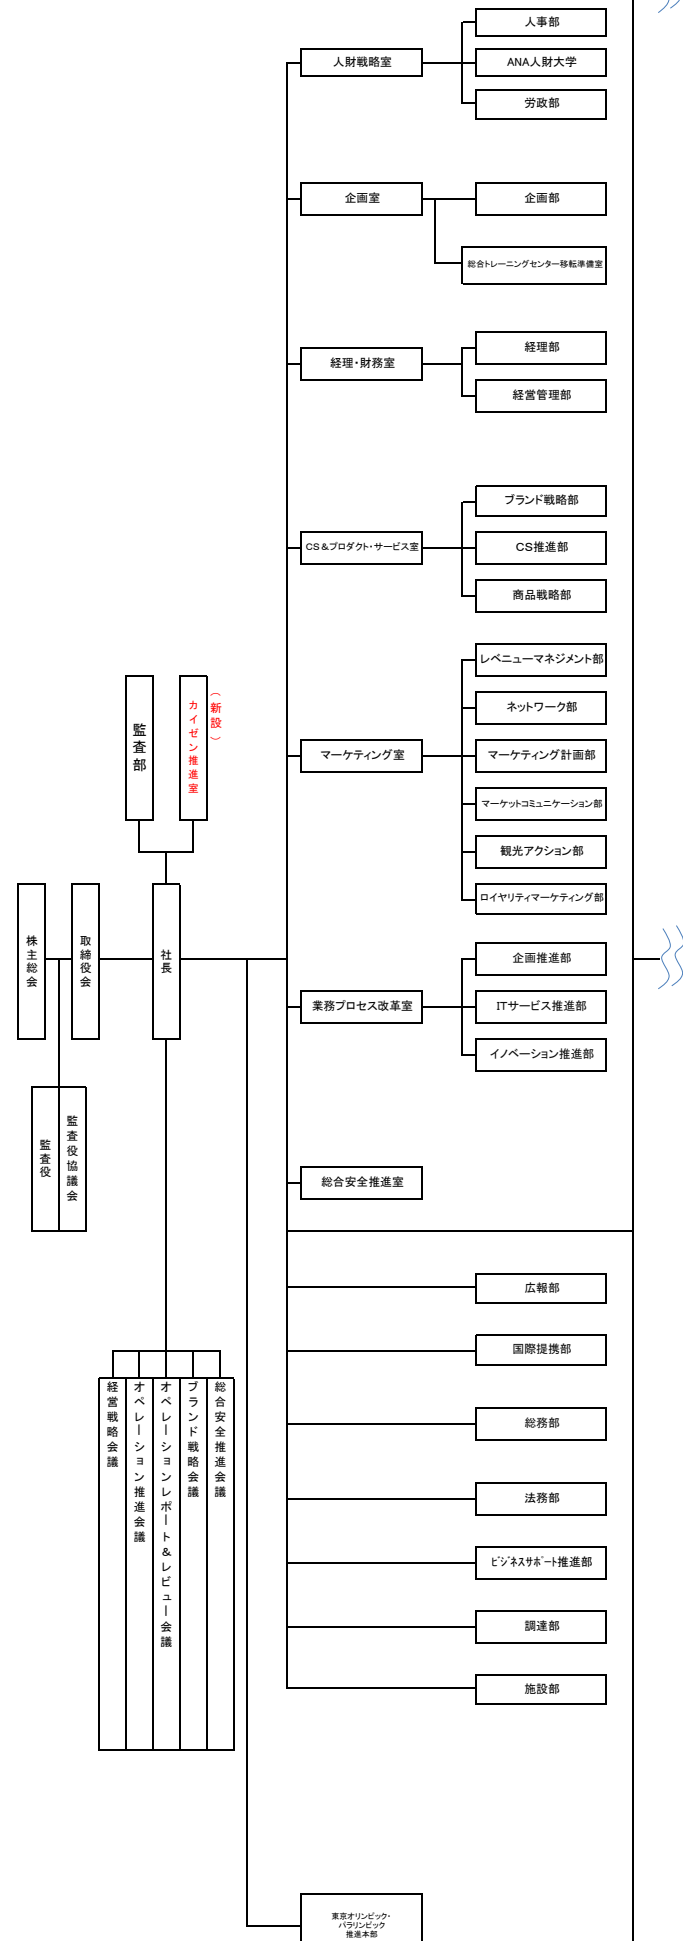 人事部
人財戦略室
ANA人財大学
労政部
企画室
企画部
総合トレーニングセンター移転準備室
経理部
経理・財務室
経営管理部
ブランド戦略部
CS&プロダクト・サービス室
CS推進部
商品戦略部
レベニューマネジメント部
ネットワーク部
マーケティング室
マーケティング計画部
マーケットコミュニケーション部
観光アクション部
ロイヤリティマーケティング部
監査部
カイゼン推進室
（新設）
株主総会
取締役会
社長
企画推進部
業務プロセス改革室
ITサービス推進部
イノベーション推進部
監査役
監査役協議会
総合安全推進室
広報部
国際提携部
総務部
法務部
ビジネスサポート推進部
調達部
施設部
経営戦略会議
オペレーション推進会議
オペレーションレポート&レビュー会議
ブランド戦略会議
総合安全推進会議
東京オリンピック・
パラリンピック
推進本部